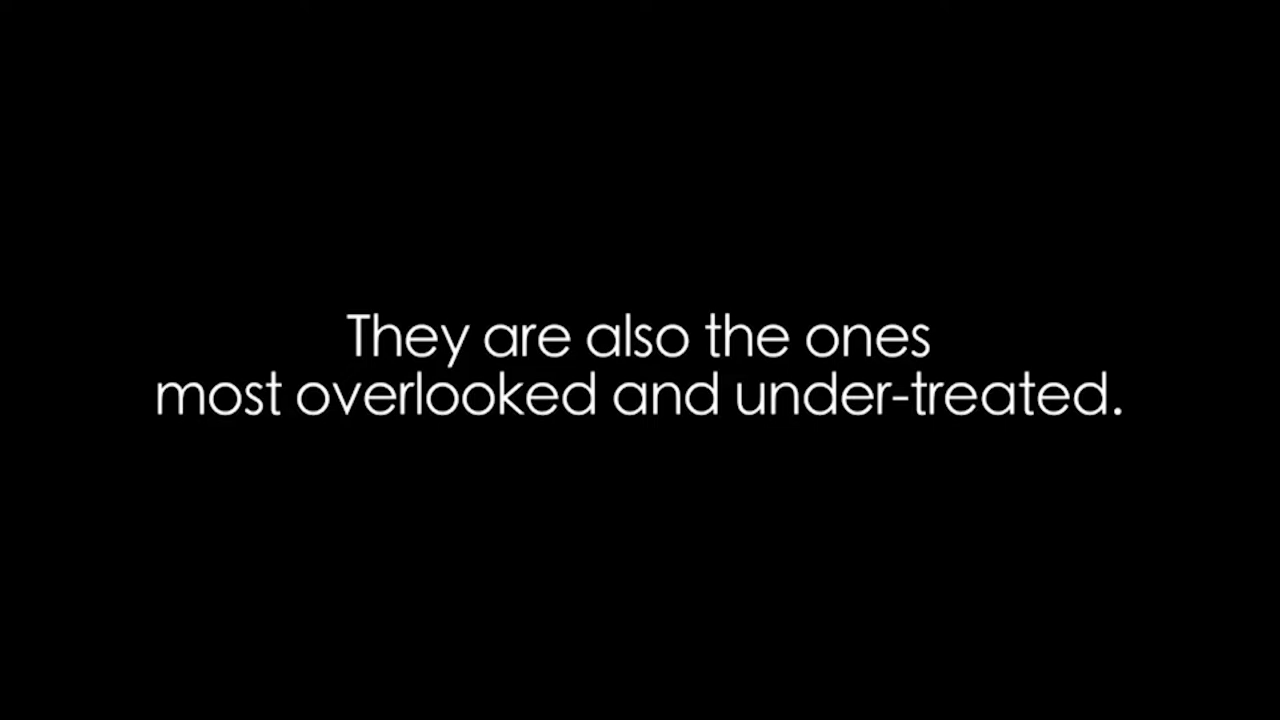 They are also the ones
most overlooked and under-treated.